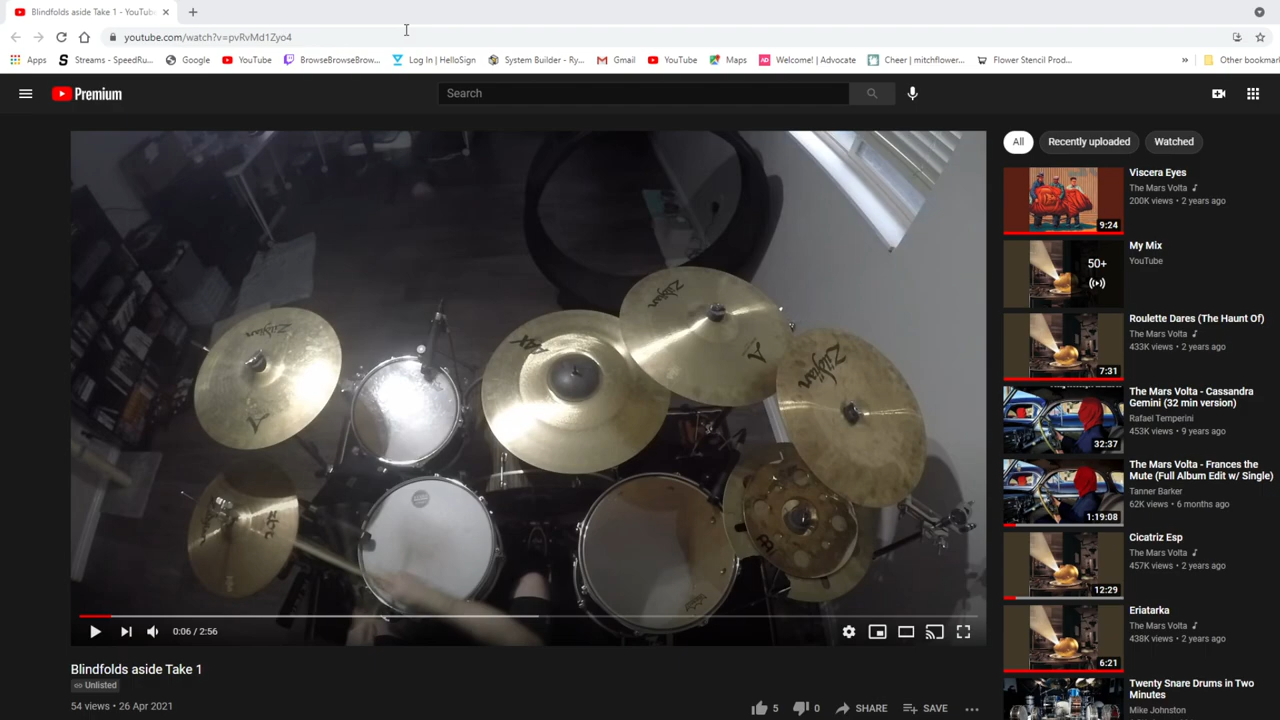 Blindfolds aside Take 1 - YouTub
youtube.com/watch?v=pvRvMd1Zyo4
Apps
Streams - SpeedRu...
Google
YouTube
BrowseBrowseBrow...
Log In | HelloSign
System Builder - Ry...
Gmail
YouTube
Maps
Welcome! | Advocate
Cheer | mitchflower...
Flower Stencil Prod...
»
Other bookmar
Premium
Search
All
Recently uploaded
Watched
Viscera Eyes
The Mars Volta
200K views • 2 years ago
9:24
My Mix
YouTube
50+
Roulette Dares (The Haunt Of)
The Mars Volta
433K views • 2 years ago
7:31
The Mars Volta - Cassandra
Gemini (32 min version)
Rafael Temperini
453K views • 9 years ago
32:37
The Mars Volta - Frances the
Mute (Full Album Edit w/ Single)
Tanner Barker
62K views • 6 months ago
1:19:08
Cicatriz Esp
The Mars Volta
457K views • 2 years ago
12:29
Eriatarka
The Mars Volta
438K views • 2 years ago
6:21
Twenty Snare Drums in Two
Minutes
Mike Johnston
Zildjian
A
AAX
Zildjian
A
Zildjian
0:06 / 2:56
Blindfolds aside Take 1
Unlisted
54 views • 26 Apr 2021
5
0
SHARE
SAVE